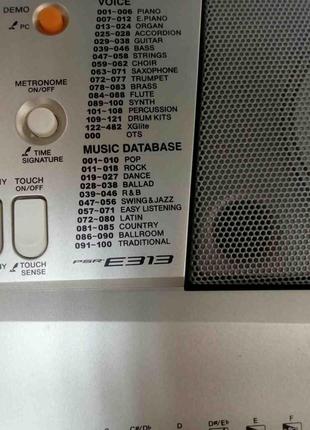 DEMO
PC
METRONOME
ON/OFF
TIME
SIGNATURE
TOUCH
ON/OFF
TOUCH
SENSE
VOICE
001~006 PIANO
007~012 E.PIANO
013~024 ORGAN
025~028 ACCORDION
029~038 GUITAR
039~046 BASS
047~058 STRINGS
059~062 CHOIR
063~071 SAXOPHONE
072~077 TRUMPET
078~083 BRASS
084~088 FLUTE
089~100 SYNTH
101~108 PERCUSSION
109~121 DRUM KITS
122~482 XGlite
000 OTS
MUSIC DATABASE
001~010 POP
011~018 ROCK
019~027 DANCE
028~038 BALLAD
039~046 R&B
047~056 SWING&JAZZ
057~071 EASY LISTENING
072~080 LATIN
081~085 COUNTRY
086~090 BALLROOM
091~100 TRADITIONAL
PSR-E313
C C#/D♭ D D#/E♭ E F